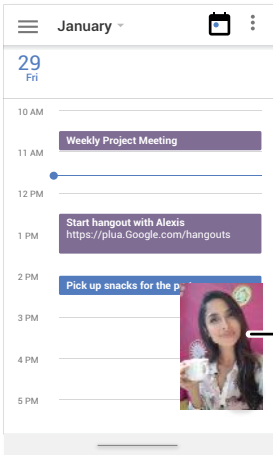 January
29
Fri
10 AM
Weekly Project Meeting
11 AM
12 PM
Start hangout with Alexis
https://plua.Google.com/hangouts
1 PM
2 PM
Pick up snacks for the
3 PM
4 PM
5 PM